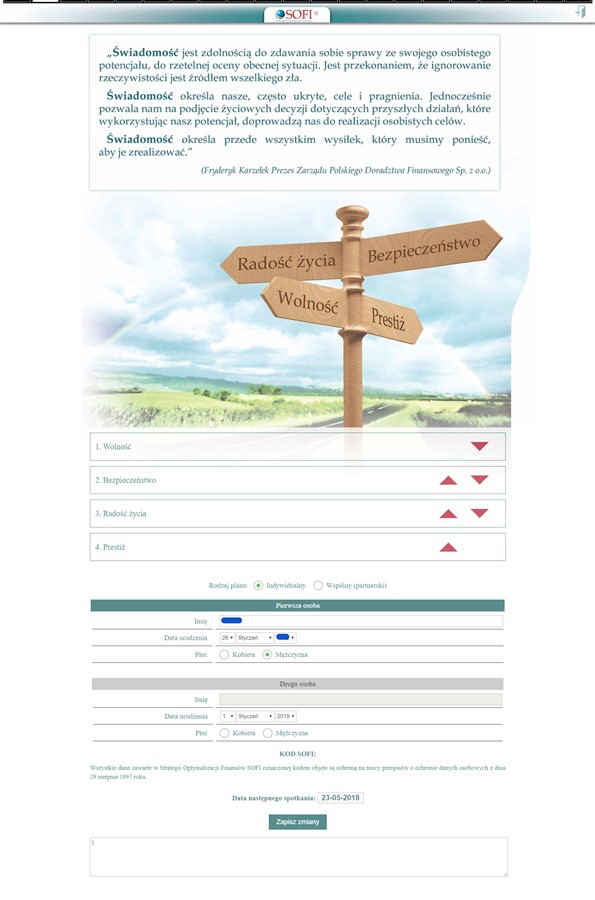 SOFI ®
„Świadomość jest zdolnością do zdawania sobie sprawy ze swojego osobistego
potencjału, do rzetelnej oceny obecnej sytuacji. Jest przekonaniem, że ignorowanie
rzeczywistości jest źródłem wszelkiego zła.
Świadomość określa nasze, często ukryte, cele i pragnienia. Jednocześnie
pozwala nam na podjęcie życiowych decyzji dotyczących przyszłych działań, które
wykorzystując nasz potencjał, doprowadzą nas do realizacji osobistych celów.
Świadomość określa przede wszystkim wysiłek, który musimy ponieść,
aby je zrealizować.”
(Fryderyk Karzełek Prezes Zarządu Polskiego Doradztwa Finansowego Sp. z o.o.)
Radość życia
Bezpieczeństwo
Wolność
Prestiż
1. Wolność
2. Bezpieczeństwo
3. Radość życia
4. Prestiż
Rodzaj planu: Indywidualny Wspólny (partnerski)
Pierwsza osoba
Imię
Data urodzenia 26 Styczeń
Płeć Kobieta Mężczyzna
Druga osoba
Imię
Data urodzenia 1 Styczeń 2019
Płeć Kobieta Mężczyzna
KOD SOFI:
Wszystkie dane zawarte w Strategii Optymalizacji Finansów SOFI oznaczonej kodem objęte są ochroną na mocy przepisów o ochronie danych osobowych z dnia
29 sierpnia 1997 roku.
Data następnego spotkania: 23-05-2018
Zapisz zmiany